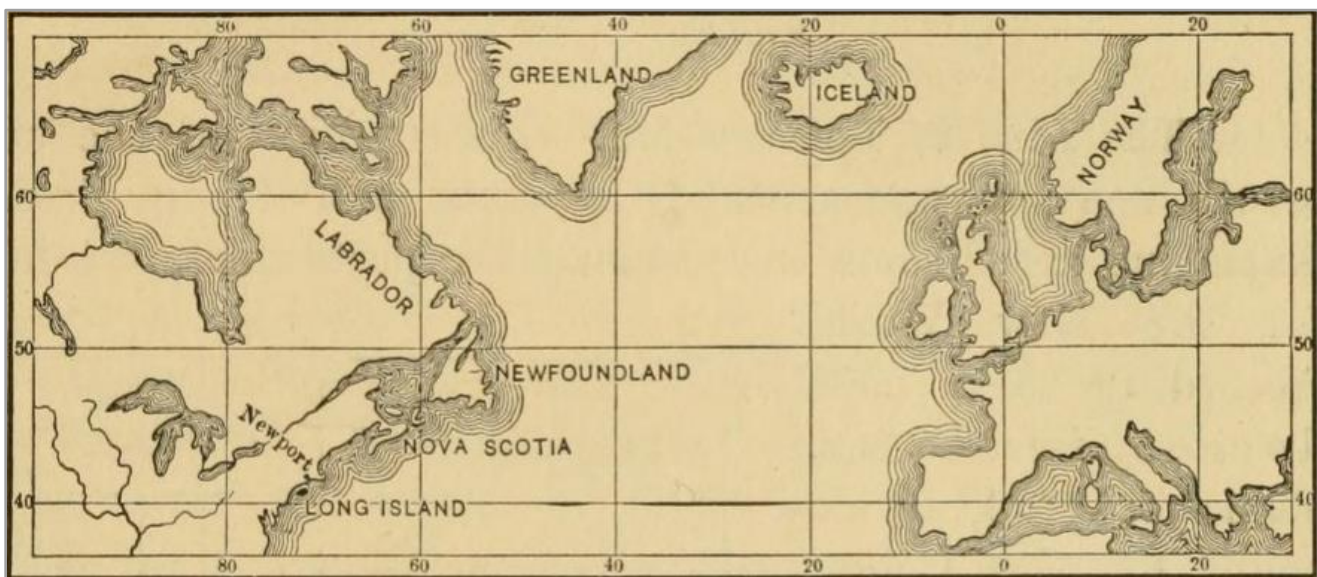 80 60 40 20 0 20
GREENLAND
ICELAND
NORWAY
60 60
LABRADOR
50 50
NEWFOUNDLAND
Newport
NOVA SCOTIA
40 40
LONG ISLAND
80 60 40 20 0 20